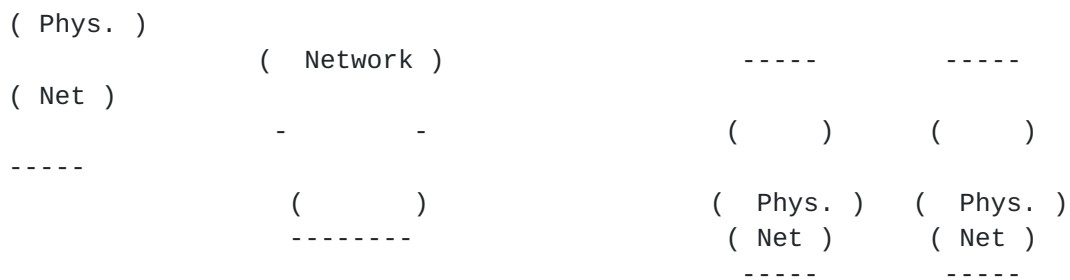 ( Phys. )
( Network ) ----- -----
( Net )
- - ( ) ( )
-----
( ) ( Phys. ) ( Phys. )
-------- ( Net ) ( Net )
----- -----